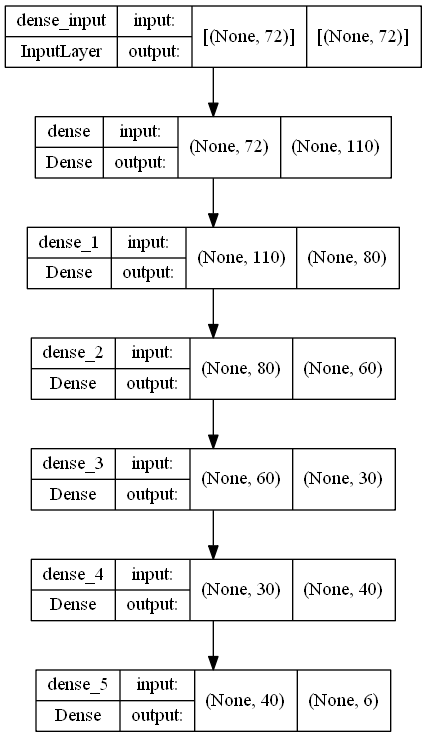 dense_input input: [(None, 72)] [(None, 72)]
InputLayer output:
dense input: (None, 72) (None, 110)
Dense output:
dense_1 input: (None, 110) (None, 80)
Dense output:
dense_2 input: (None, 80) (None, 60)
Dense output:
dense_3 input: (None, 60) (None, 30)
Dense output:
dense_4 input: (None, 30) (None, 40)
Dense output:
dense_5 input: (None, 40) (None, 6)
Dense output: